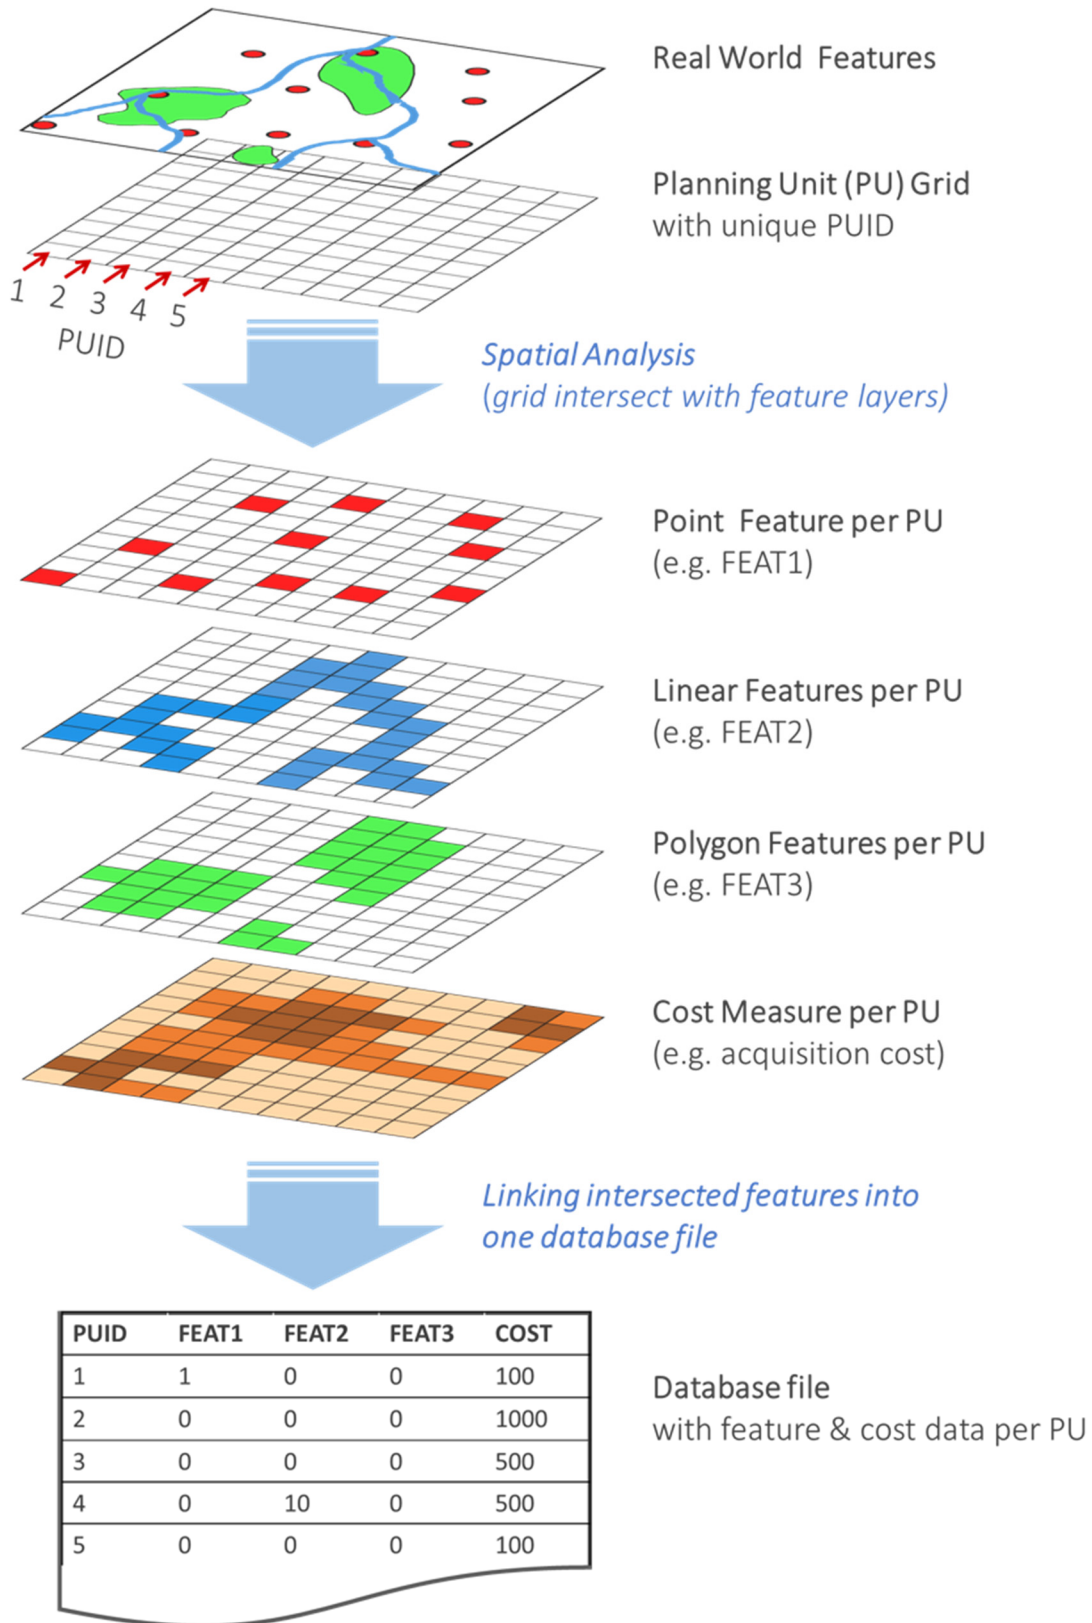 Real World Features
Planning Unit (PU) Grid
with unique PUID
1 2 3 4 5
PUID
Spatial Analysis
(grid intersect with feature layers)
Point Feature per PU
(e.g. FEAT1)
Linear Features per PU
(e.g. FEAT2)
Polygon Features per PU
(e.g. FEAT3)
Cost Measure per PU
(e.g. acquisition cost)
Linking intersected features into
one database file
PUID FEAT1 FEAT2 FEAT3 COST
1 1 0 0 100
2 0 0 0 1000
3 0 0 0 500
4 0 10 0 500
5 0 0 0 100
Database file
with feature & cost data per PU